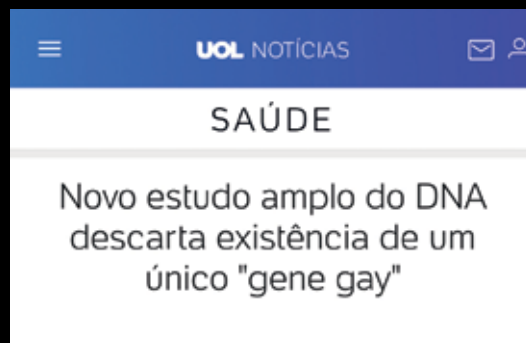 UOL NOTÍCIAS
SAÚDE
Novo estudo amplo do DNA
descarta existência de um
único "gene gay"